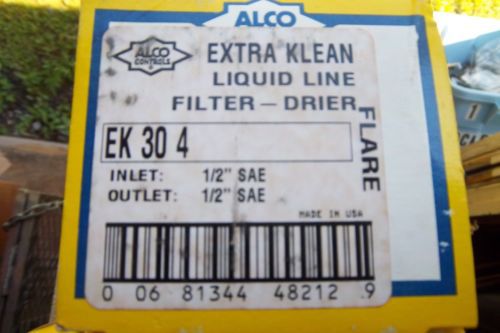 ALCO
ALCO
CONTROLS
EXTRA KLEAN
LIQUID LINE
FILTER - DRIER
FLARE
EK 30 4
INLET: 1/2" SAE
OUTLET: 1/2" SAE
MADE IN USA
0 06 81344 48212 9
1